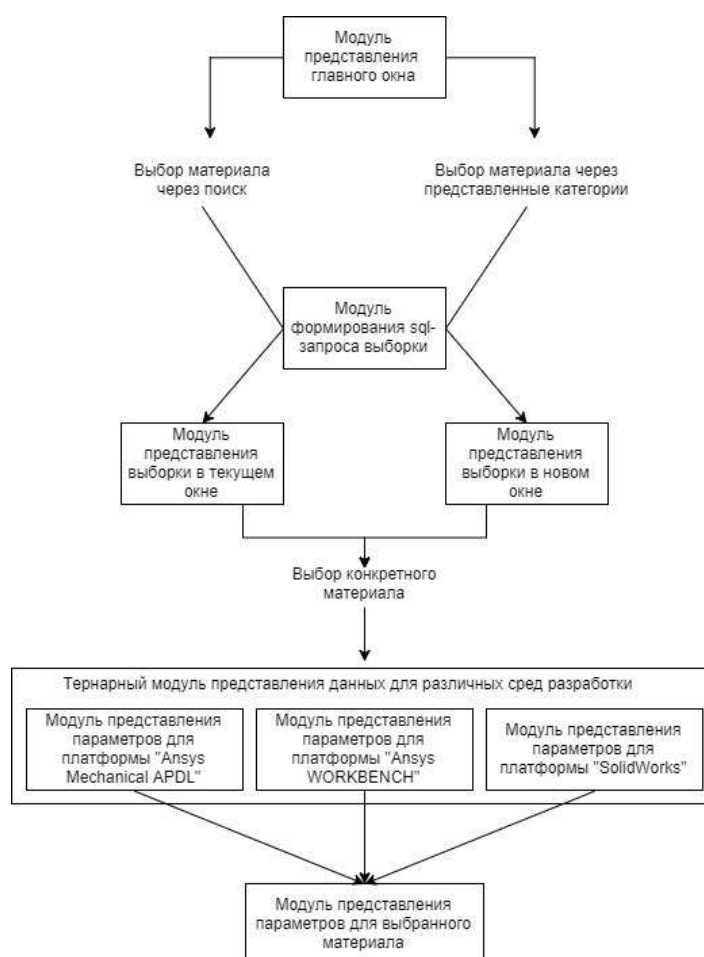 Модуль
представления
главного окна
Выбор материала
через поиск
Выбор материала через
представленные категории
Модуль
формирования sql-
запроса выборки
Модуль
представления
выборки в текущем
окне
Модуль
представления
выборки в новом
окне
Выбор конкретного
материала
Тернарный модуль представления данных для различных сред разработки
Модуль представления
параметров для
платформы "Ansys
Mechanical APDL"
Модуль представления
параметров для
платформы "Ansys
WORKBENCH"
Модуль представления
параметров для
платформы "SolidWorks"
Модуль представления
параметров для выбранного
материала